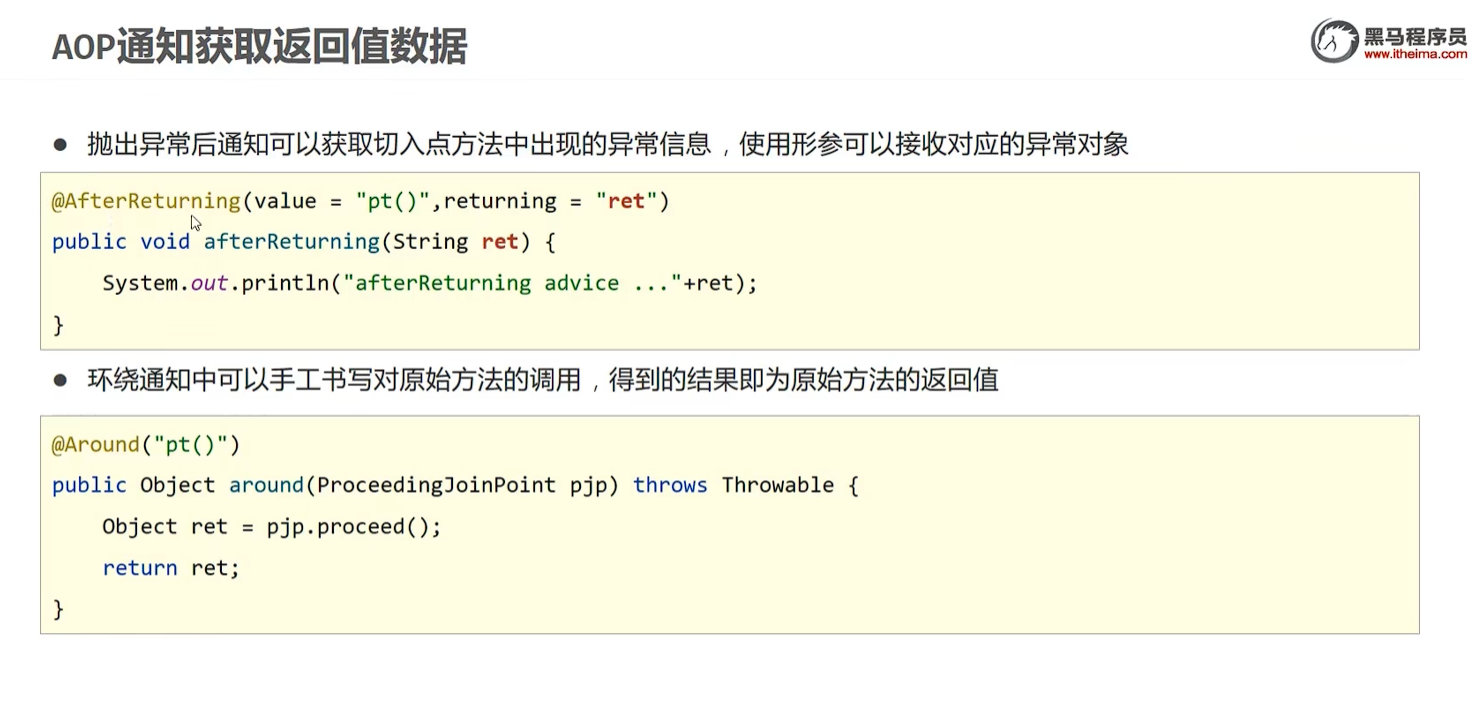 AOP通知获取返回值数据
黑马程序员
www.itheima.com
● 抛出异常后通知可以获取切入点方法中出现的异常信息，使用形参可以接收对应的异常对象
@AfterReturning(value = "pt()",returning = "ret")
public void afterReturning(String ret) {
    System.out.println("afterReturning advice ..."+ret);
}
● 环绕通知中可以手工书写对原始方法的调用，得到的结果即为原始方法的返回值
@Around("pt()")
public Object around(ProceedingJoinPoint pjp) throws Throwable {
    Object ret = pjp.proceed();
    return ret;
}